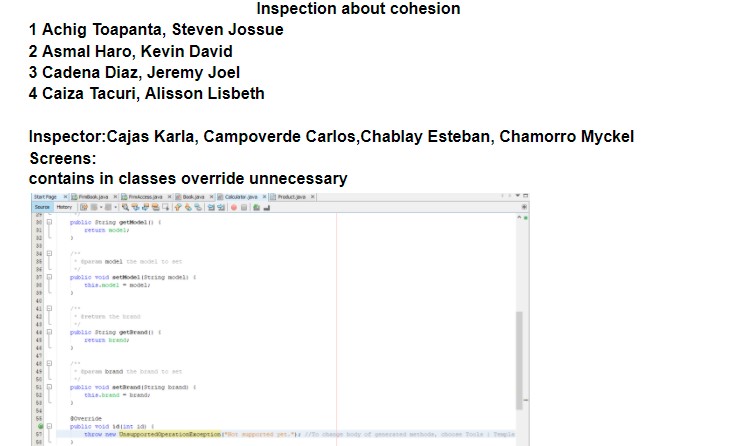 Inspection about cohesion
1 Achig Toapanta, Steven Jossue
2 Asmal Haro, Kevin David
3 Cadena Diaz, Jeremy Joel
4 Caiza Tacuri, Alisson Lisbeth
Inspector:Cajas Karla, Campoverde Carlos,Chablay Esteban, Chamorro Myckel
Screens:
contains in classes override unnecessary
Start Page PrintBook.java PrintAccess.java Book.java Calculator.java Product.java
Source History
30 public String getModel() {
31 return model;
32 }
33
34 /**
35 * @param model the model to set
36 */
37 public void setModel(String model) {
38 this.model = model;
39 }
40
41 /**
42 * @return the brand
43 */
44 public String getBrand() {
45 return brand;
46 }
47
48 /**
49 * @param brand the brand to set
50 */
51 public void setBrand(String brand) {
52 this.brand = brand;
53 }
54
55 @Override
public void id(int id) {
57 throw new UnsupportedOperationException("Not supported yet."); //To change body of generated methods, choose Tools | Templa
58 }